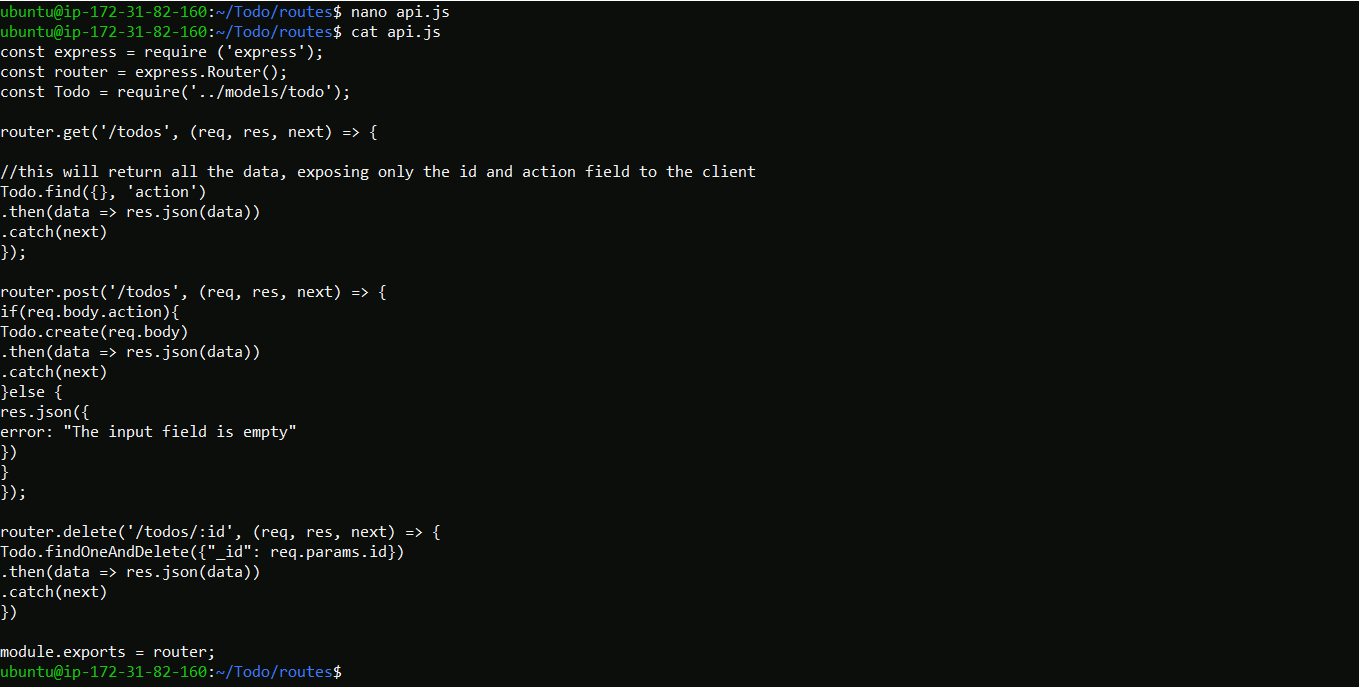 ubuntu@ip-172-31-82-160:~/Todo/routes$ nano api.js
ubuntu@ip-172-31-82-160:~/Todo/routes$ cat api.js
const express = require ('express');
const router = express.Router();
const Todo = require('../models/todo');

router.get('/todos', (req, res, next) => {

//this will return all the data, exposing only the id and action field to the client
Todo.find({}, 'action')
.then(data => res.json(data))
.catch(next)
});

router.post('/todos', (req, res, next) => {
if(req.body.action){
Todo.create(req.body)
.then(data => res.json(data))
.catch(next)
}else {
res.json({
error: "The input field is empty"
})
}
});

router.delete('/todos/:id', (req, res, next) => {
Todo.findOneAndDelete({"_id": req.params.id})
.then(data => res.json(data))
.catch(next)
})

module.exports = router;
ubuntu@ip-172-31-82-160:~/Todo/routes$